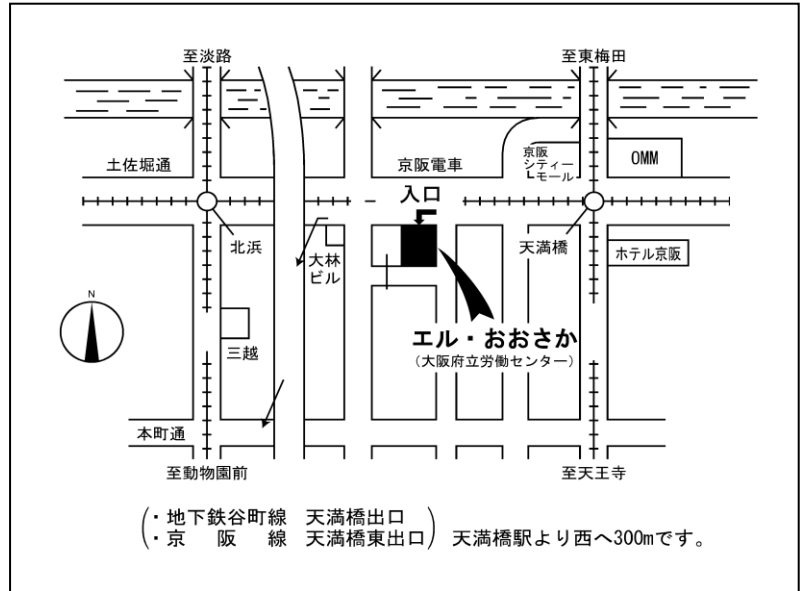 至淡路
至東梅田
土佐堀通
京阪電車
京阪
シティー
モール
OMM
入口
北浜
大林
ビル
天満橋
ホテル京阪
N
三越
エル・おおさか
(大阪府立労働センター)
本町通
至動物園前
至天王寺
・地下鉄谷町線 天満橋出口
・京阪線 天満橋東出口
天満橋駅より西へ300mです。